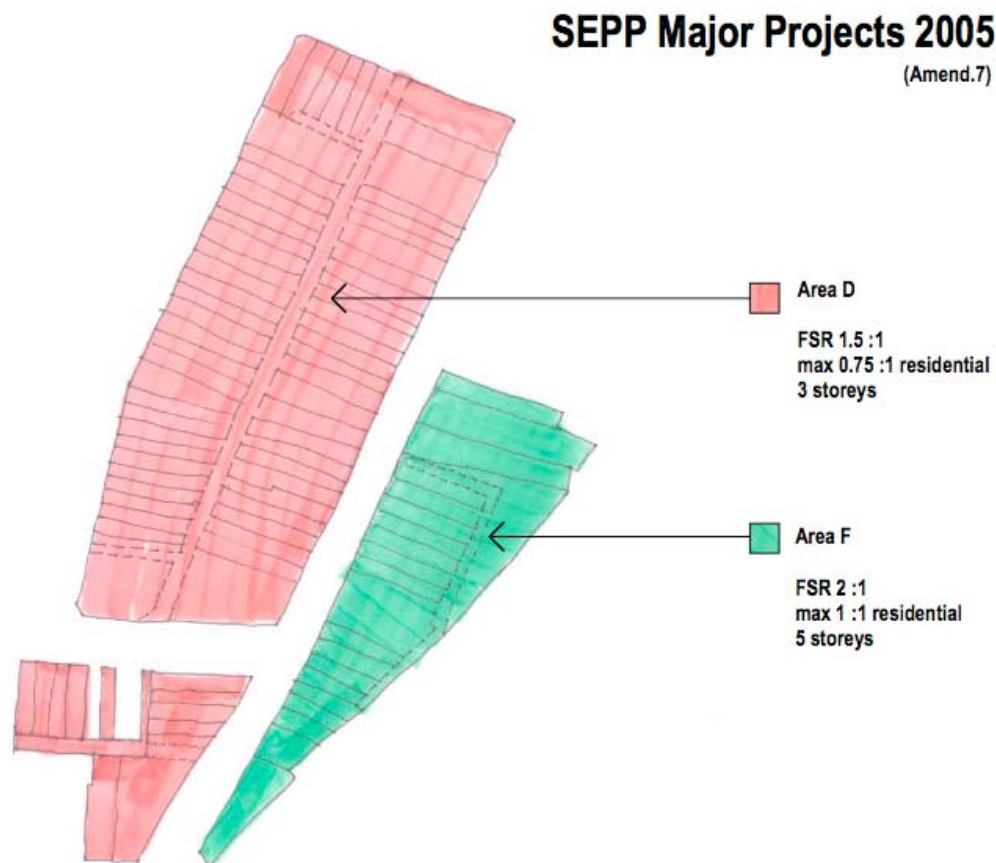 SEPP Major Projects 2005
(Amend.7)
Area D
FSR 1.5 :1
max 0.75 :1 residential
3 storeys
Area F
FSR 2 :1
max 1 :1 residential
5 storeys